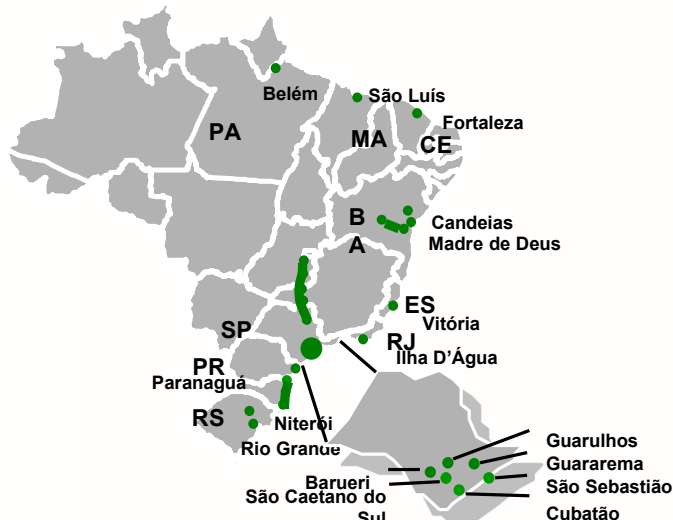 Belém
São Luís
Fortaleza
PA
MA
CE
B
A
Candeias
Madre de Deus
ES
Vitória
SP
RJ
Ilha D'Água
PR
Paranaguá
RS
Niterói
Rio Grande
Guarulhos
Guararema
Barueri
São Sebastião
São Caetano do
Sul
Cubatão